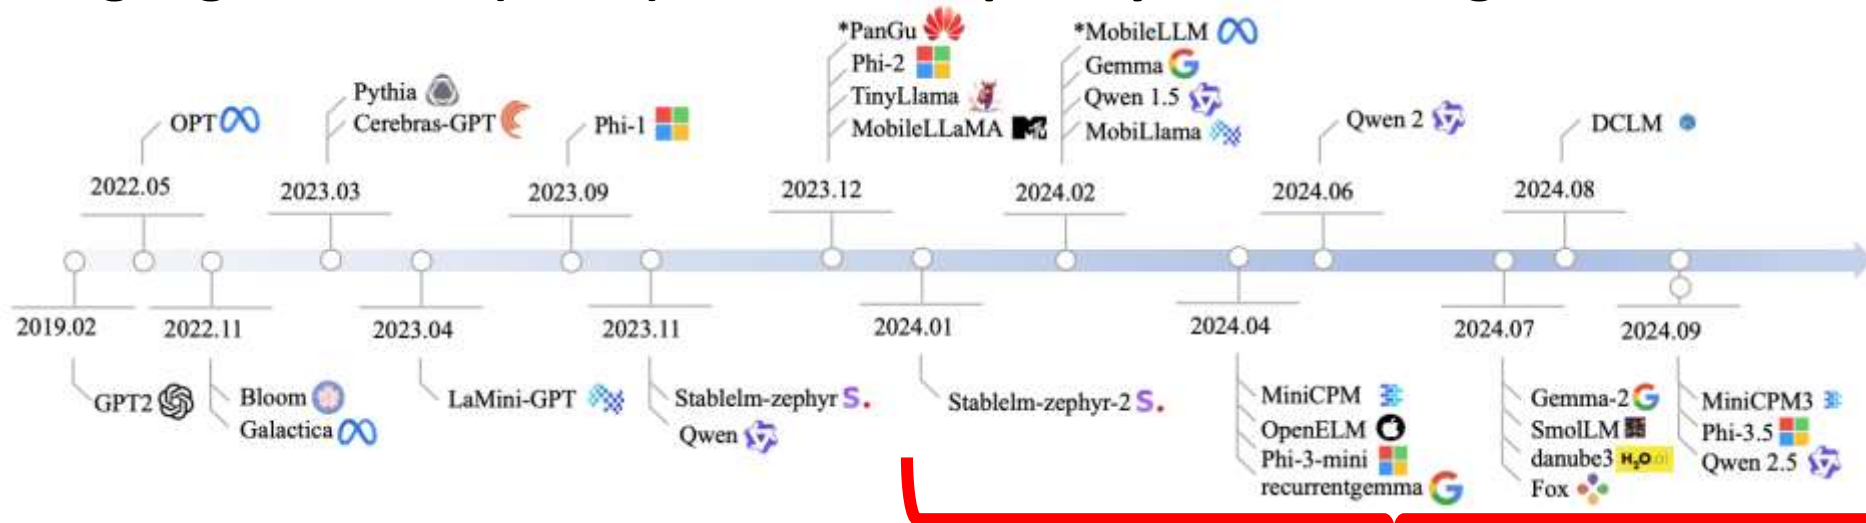 *PanGu
Phi-2
TinyLlama
MobileLLaMA
*MobileLLM
Gemma
Qwen 1.5
MobiLlama
Pythia
Cerebras-GPT
OPT
Phi-1
Qwen 2
DCLM
2022.05
2023.03
2023.09
2023.12
2024.02
2024.06
2024.08
2019.02
2022.11
2023.04
2023.11
2024.01
2024.04
2024.07
2024.09
GPT2
Bloom
Galactica
LaMini-GPT
Stablelm-zephyr S.
Qwen
Stablelm-zephyr-2 S.
MiniCPM
OpenELM
Phi-3-mini
recurrentgemma
Gemma-2
SmolLM
danube3 H2O.ai
Fox
MiniCPM3
Phi-3.5
Qwen 2.5